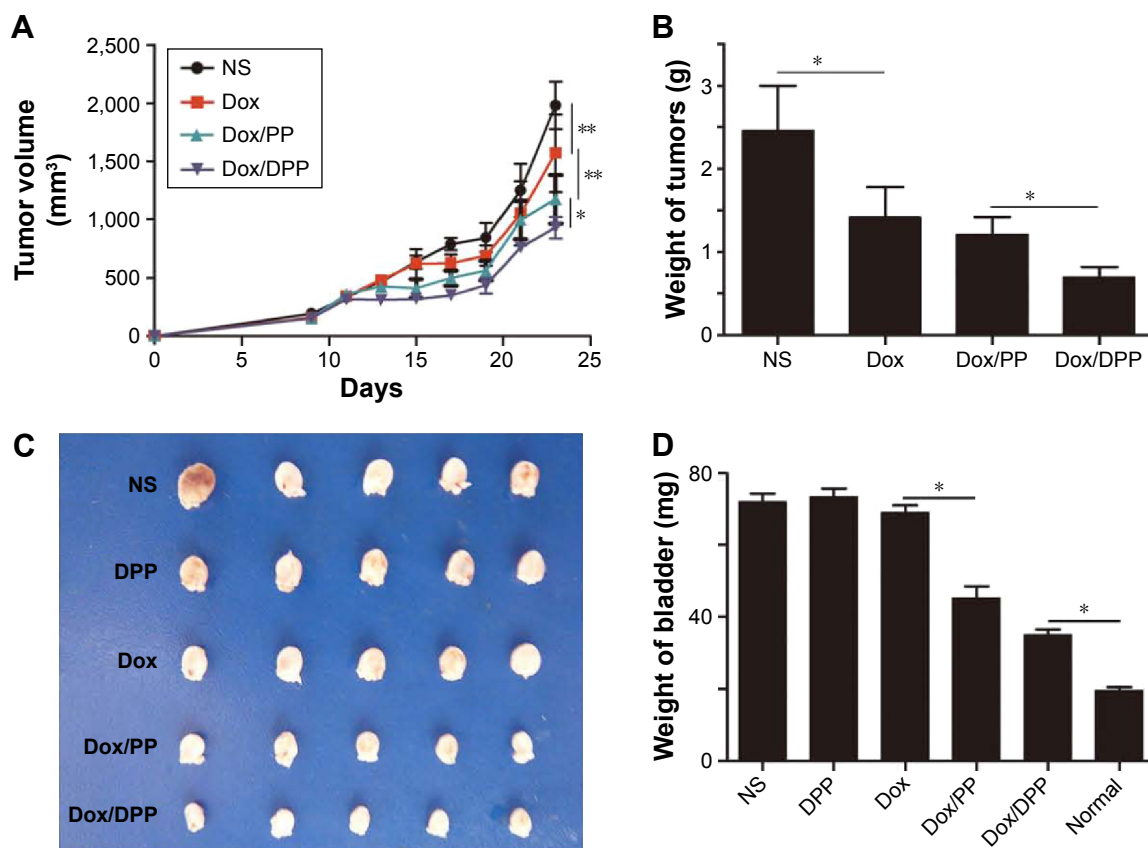 A
Tumor volume
(mm³)
2,500
2,000
1,500
1,000
500
0
NS
Dox
Dox/PP
Dox/DPP
**
**
*
0
5
10
15
20
25
Days
B
Weight of tumors (g)
3
2
1
0
*
*
NS
Dox
Dox/PP
Dox/DPP
C
NS
DPP
Dox
Dox/PP
Dox/DPP
D
Weight of bladder (mg)
80
40
0
*
*
NS
DPP
Dox
Dox/PP
Dox/DPP
Normal